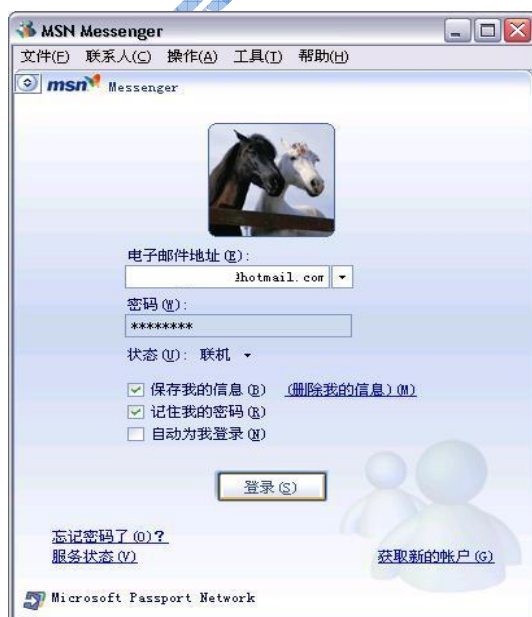 MSN Messenger
文件(F) 联系人(C) 操作(A) 工具(T) 帮助(H)
msn Messenger
电子邮件地址(E):
hotmail.com
密码(W):
********
状态(U): 联机
保存我的信息(B) (删除我的信息)(M)
记住我的密码(R)
自动为我登录(N)
登录(S)
忘记密码了(O)?
服务状态(V) 获取新的帐户(G)
Microsoft Passport Network